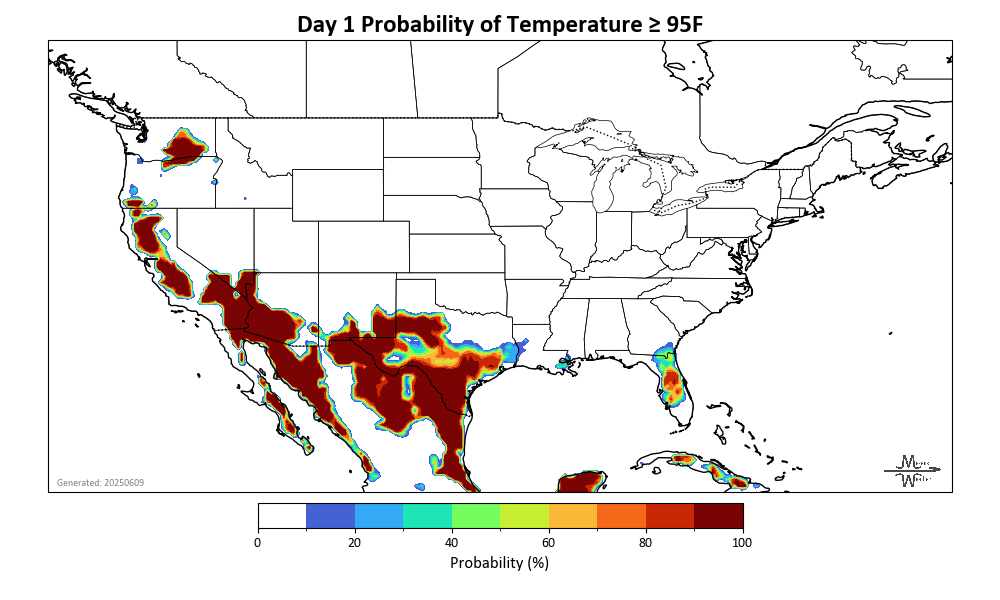 Day 1 Probability of Temperature ≥ 95F
Generated: 20250609
0 20 40 60 80 100
Probability (%)